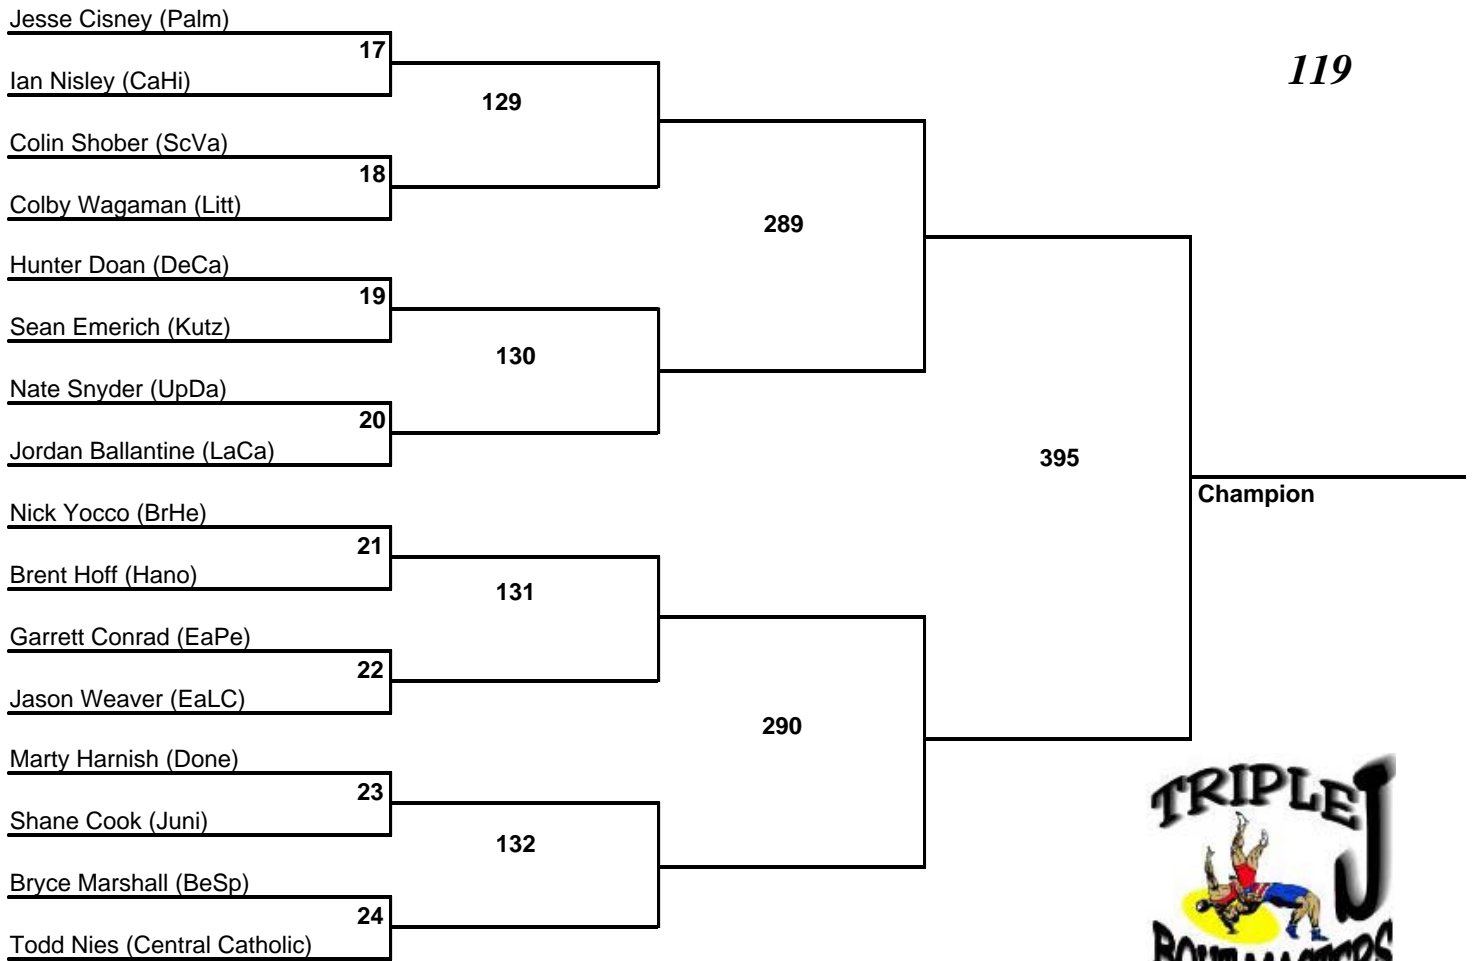 Jesse Cisney (Palm)
17
Ian Nisley (CaHi)
119
129
Colin Shober (ScVa)
18
Colby Wagaman (Litt)
289
Hunter Doan (DeCa)
19
Sean Emerich (Kutz)
130
Nate Snyder (UpDa)
20
Jordan Ballantine (LaCa)
395
Champion
Nick Yocco (BrHe)
21
Brent Hoff (Hano)
131
Garrett Conrad (EaPe)
22
Jason Weaver (EaLC)
290
Marty Harnish (Done)
23
Shane Cook (Juni)
132
Bryce Marshall (BeSp)
24
Todd Nies (Central Catholic)
TRIPLE J
BOUT MASTERS